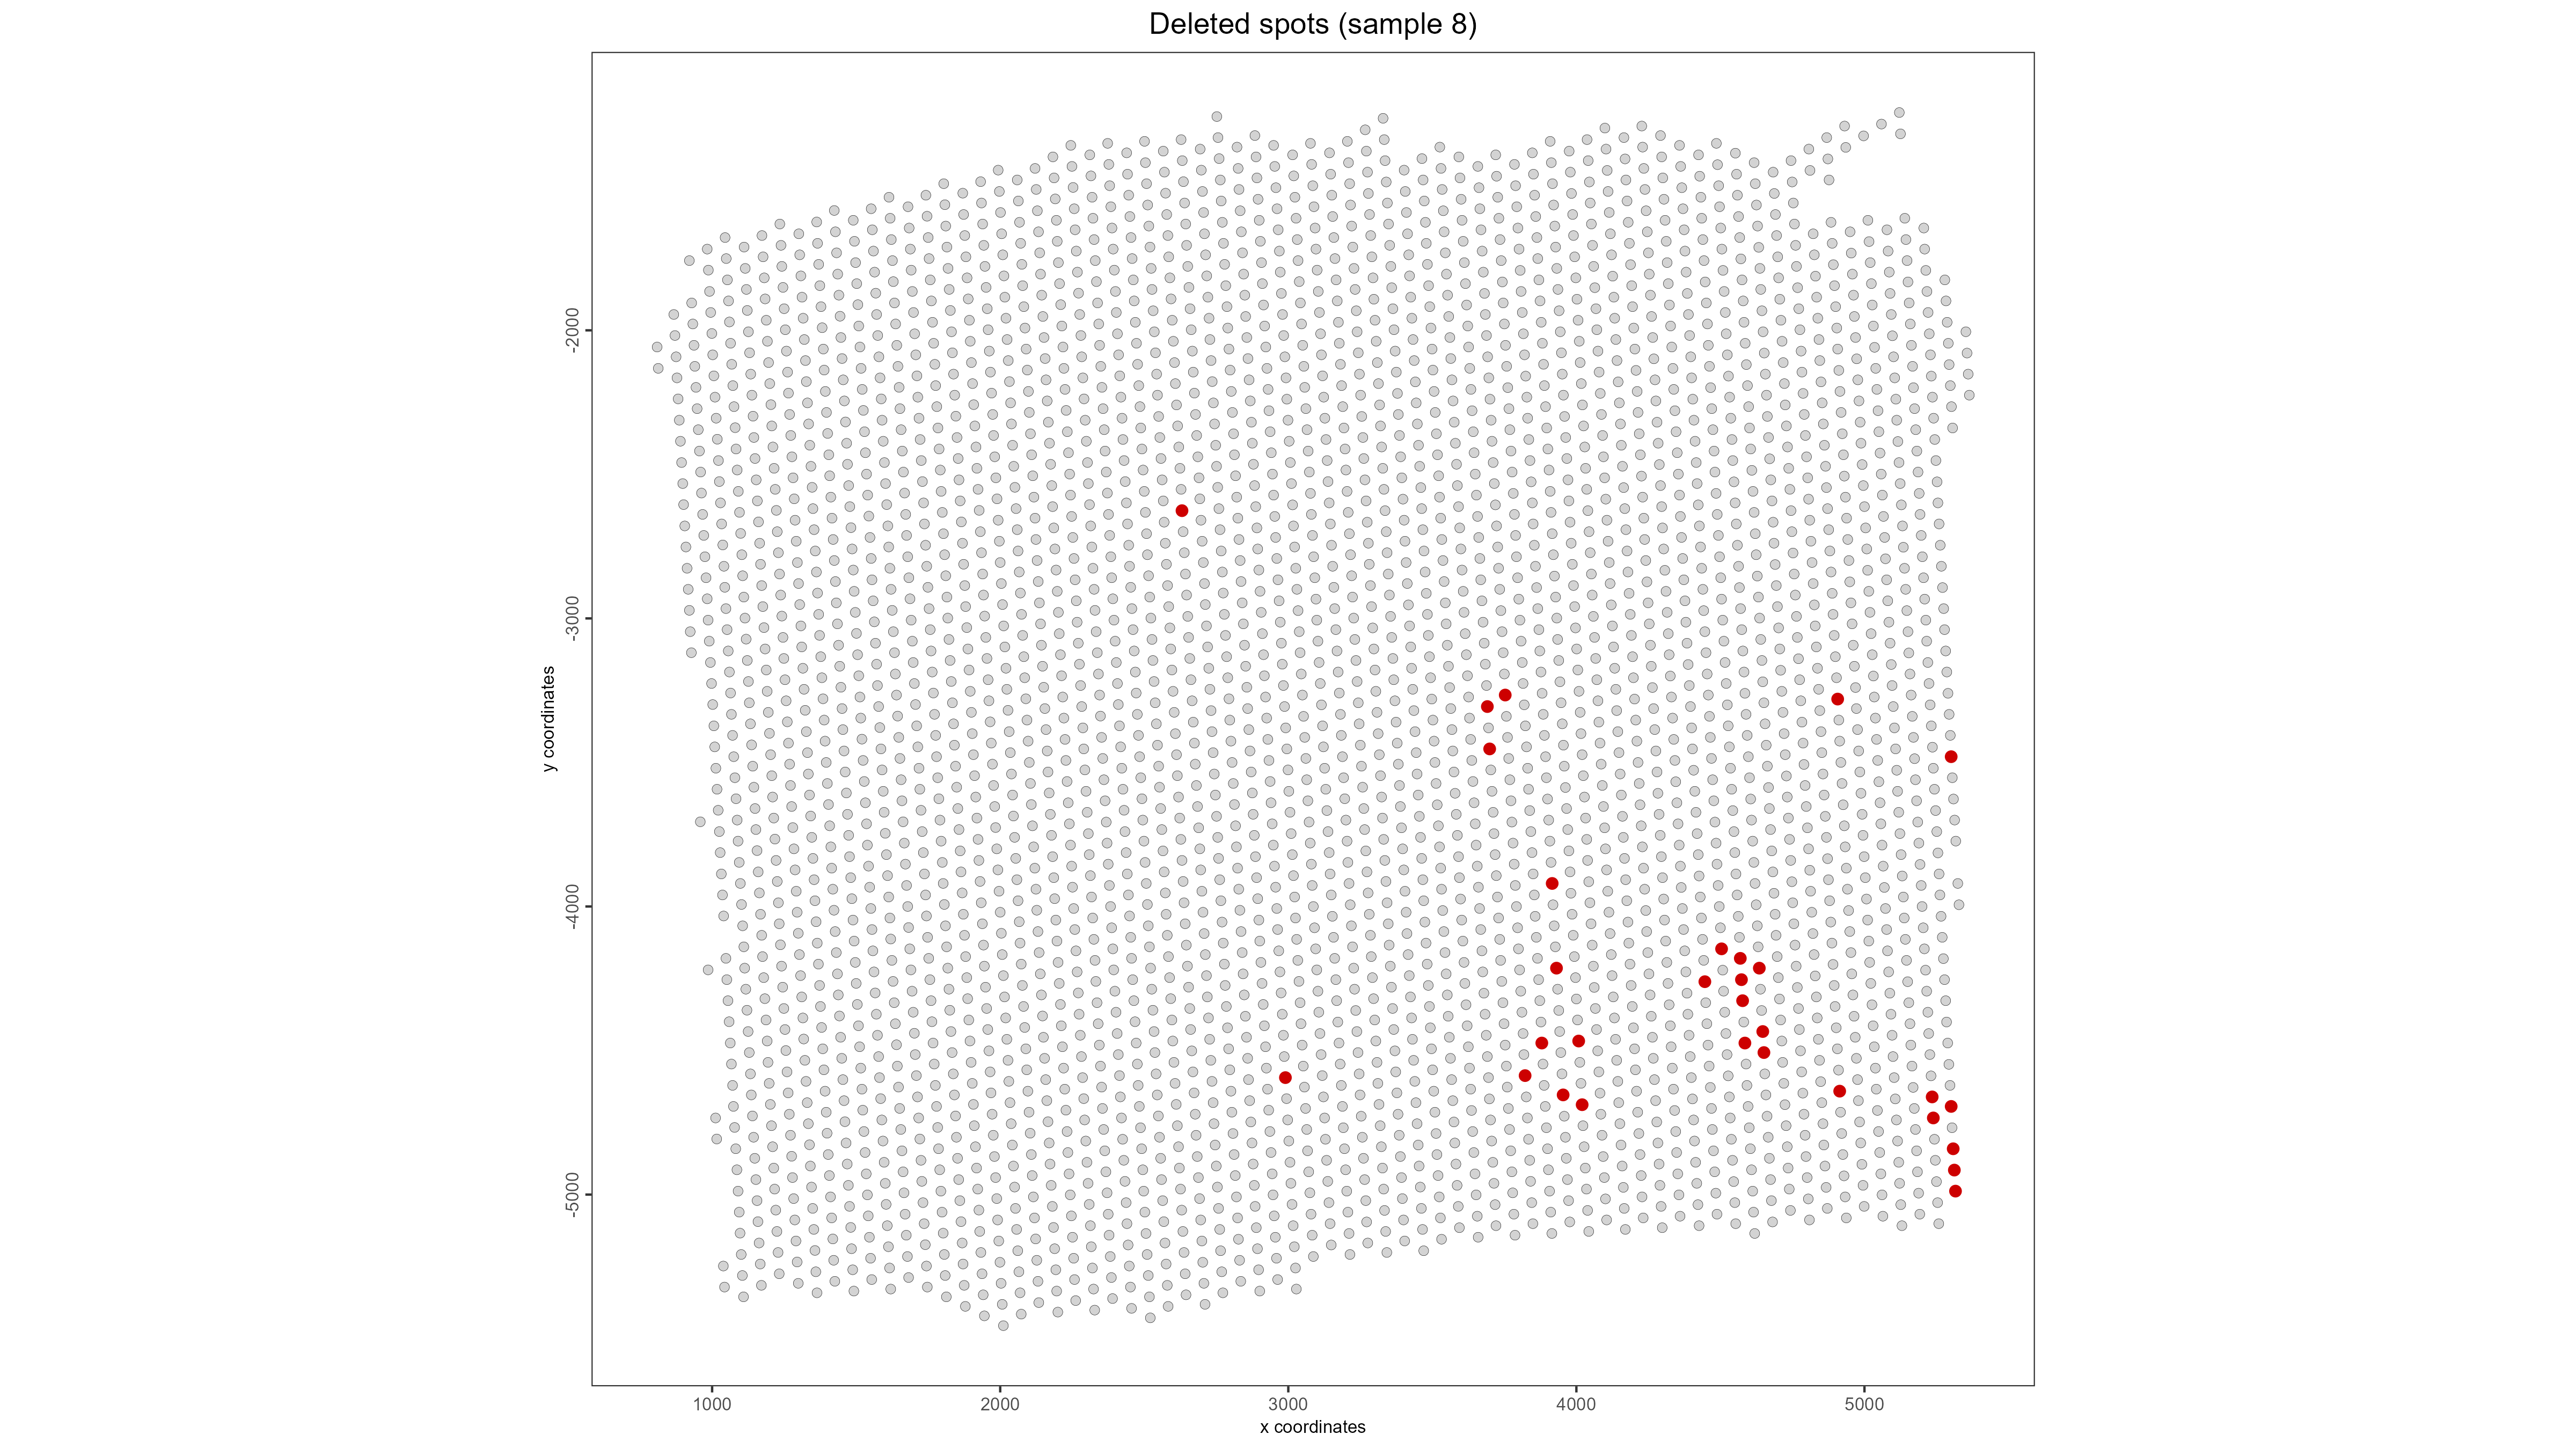 Deleted spots (sample 8)
y coordinates
-2000
-3000
-4000
-5000
1000 2000 3000 4000 5000
x coordinates